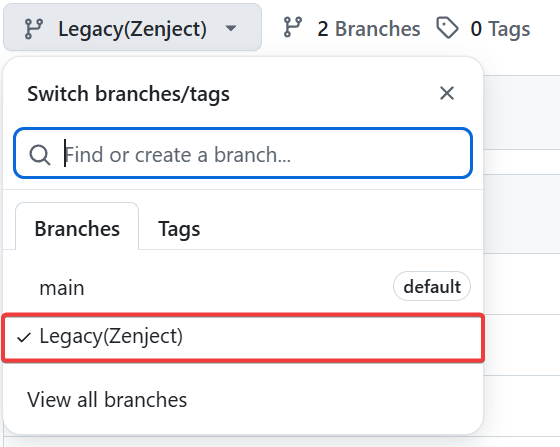 Legacy(Zenject) 2 Branches 0 Tags
Switch branches/tags
Find or create a branch...
Branches Tags
main default
Legacy(Zenject)
View all branches